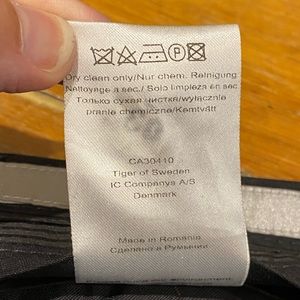 P
Dry clean only/Nur chem. Reinigung
Nettoyage a sec./ Solo limpieza en sec
Только сухая чистка/wyłącznie
pranie chemiczne/Kemtvätt
CA30410
Tiger of Sweden
IC Companys A/S
Denmark
Made in Romania
Сделано в Румынии